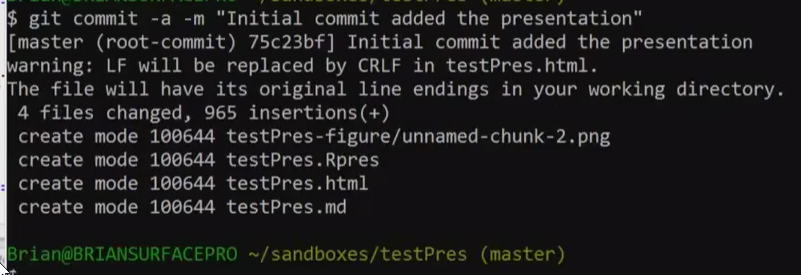 $ git commit -a -m "Initial commit added the presentation"
[master (root-commit) 75c23bf] Initial commit added the presentation
warning: LF will be replaced by CRLF in testPres.html.
The file will have its original line endings in your working directory.
 4 files changed, 965 insertions(+)
 create mode 100644 testPres-figure/unnamed-chunk-2.png
 create mode 100644 testPres.Rpres
 create mode 100644 testPres.html
 create mode 100644 testPres.md
Brian@BRIANSURFACEPRO ~/sandboxes/testPres (master)